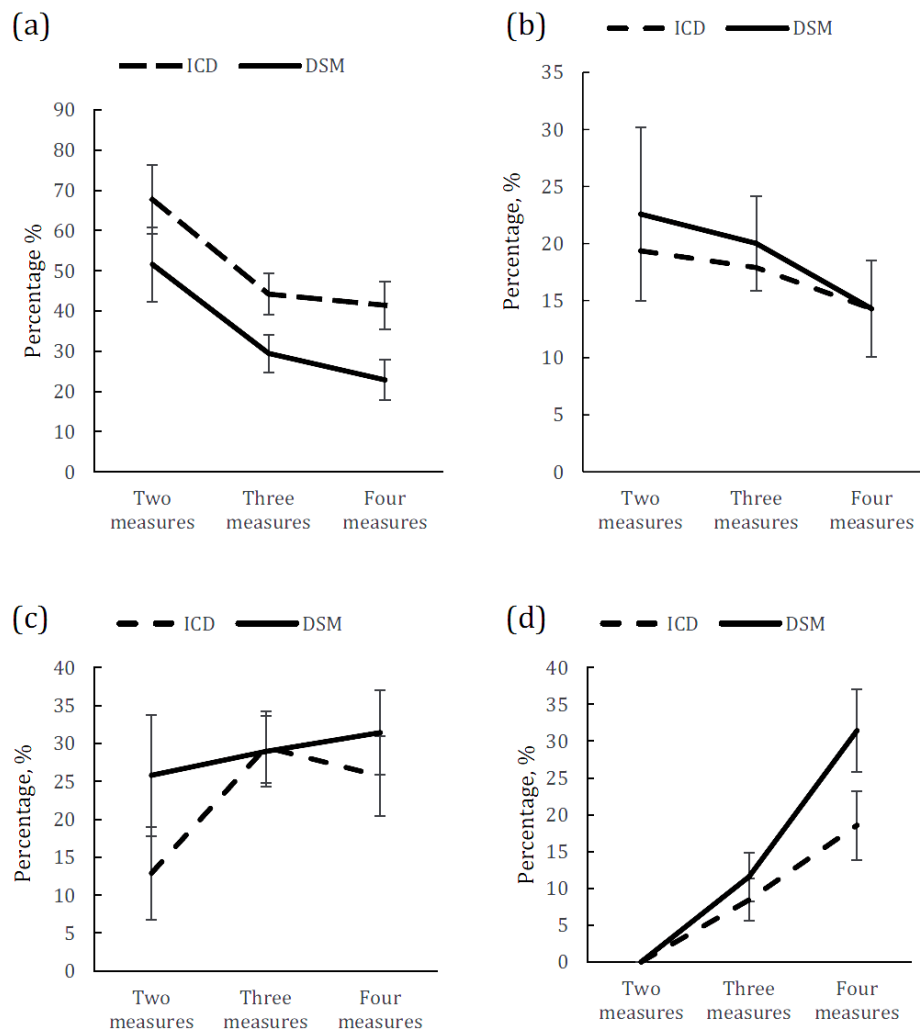 (a)
ICD DSM
Percentage %
90
80
70
60
50
40
30
20
10
0
Two measures
Three measures
Four measures
(b)
ICD DSM
Percentage, %
35
30
25
20
15
10
5
0
Two measures
Three measures
Four measures
(c)
ICD DSM
Percentage, %
40
35
30
25
20
15
10
5
0
Two measures
Three measures
Four measures
(d)
ICD DSM
Percentage, %
40
35
30
25
20
15
10
5
0
Two measures
Three measures
Four measures